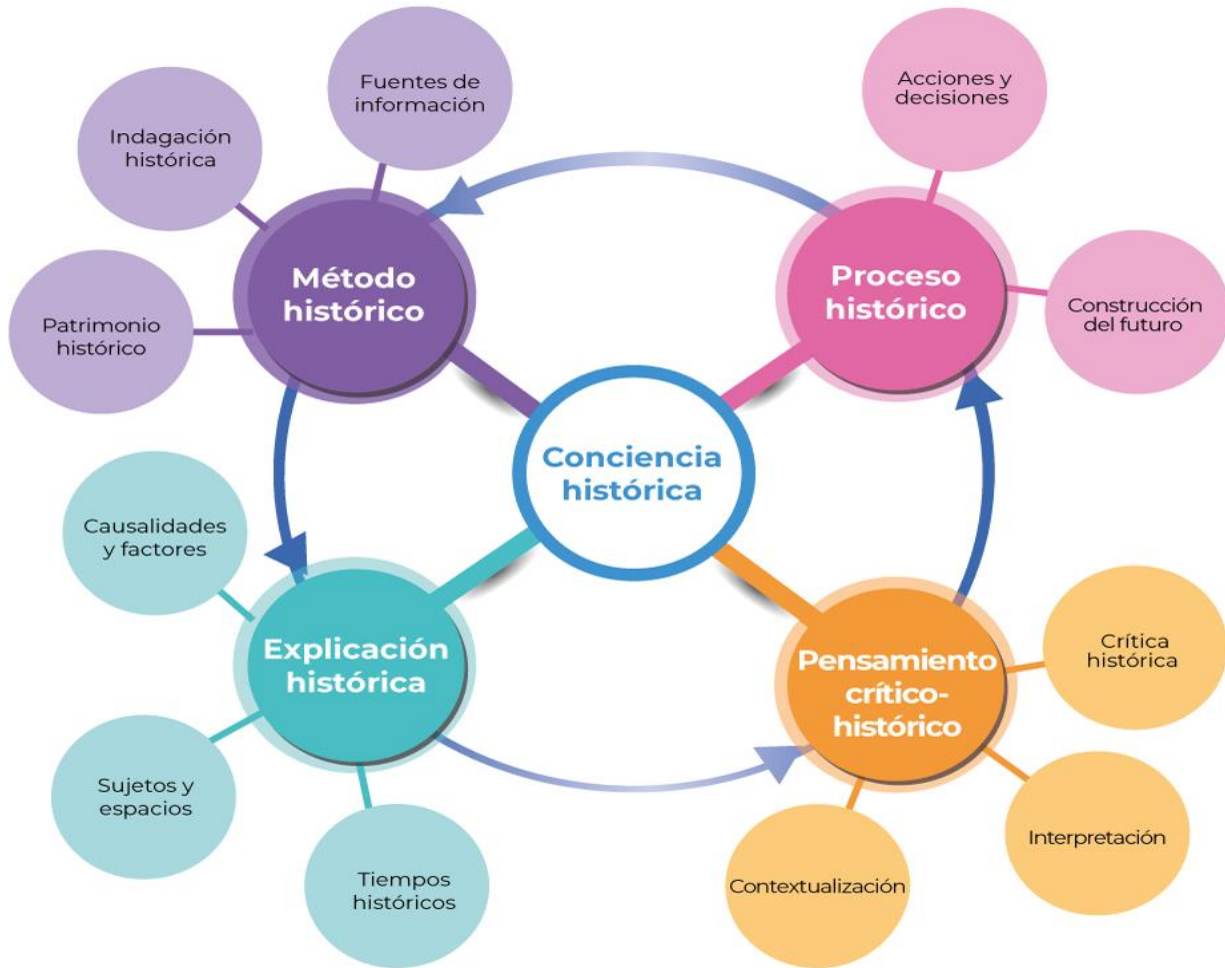 Fuentes de
información
Indagación
histórica
Patrimonio
histórico
Método
histórico
Acciones y
decisiones
Proceso
histórico
Construcción
del futuro
Conciencia
histórica
Causalidades
y factores
Explicación
histórica
Sujetos y
espacios
Tiempos
históricos
Pensamiento
crítico-
histórico
Crítica
histórica
Interpretación
Contextualización